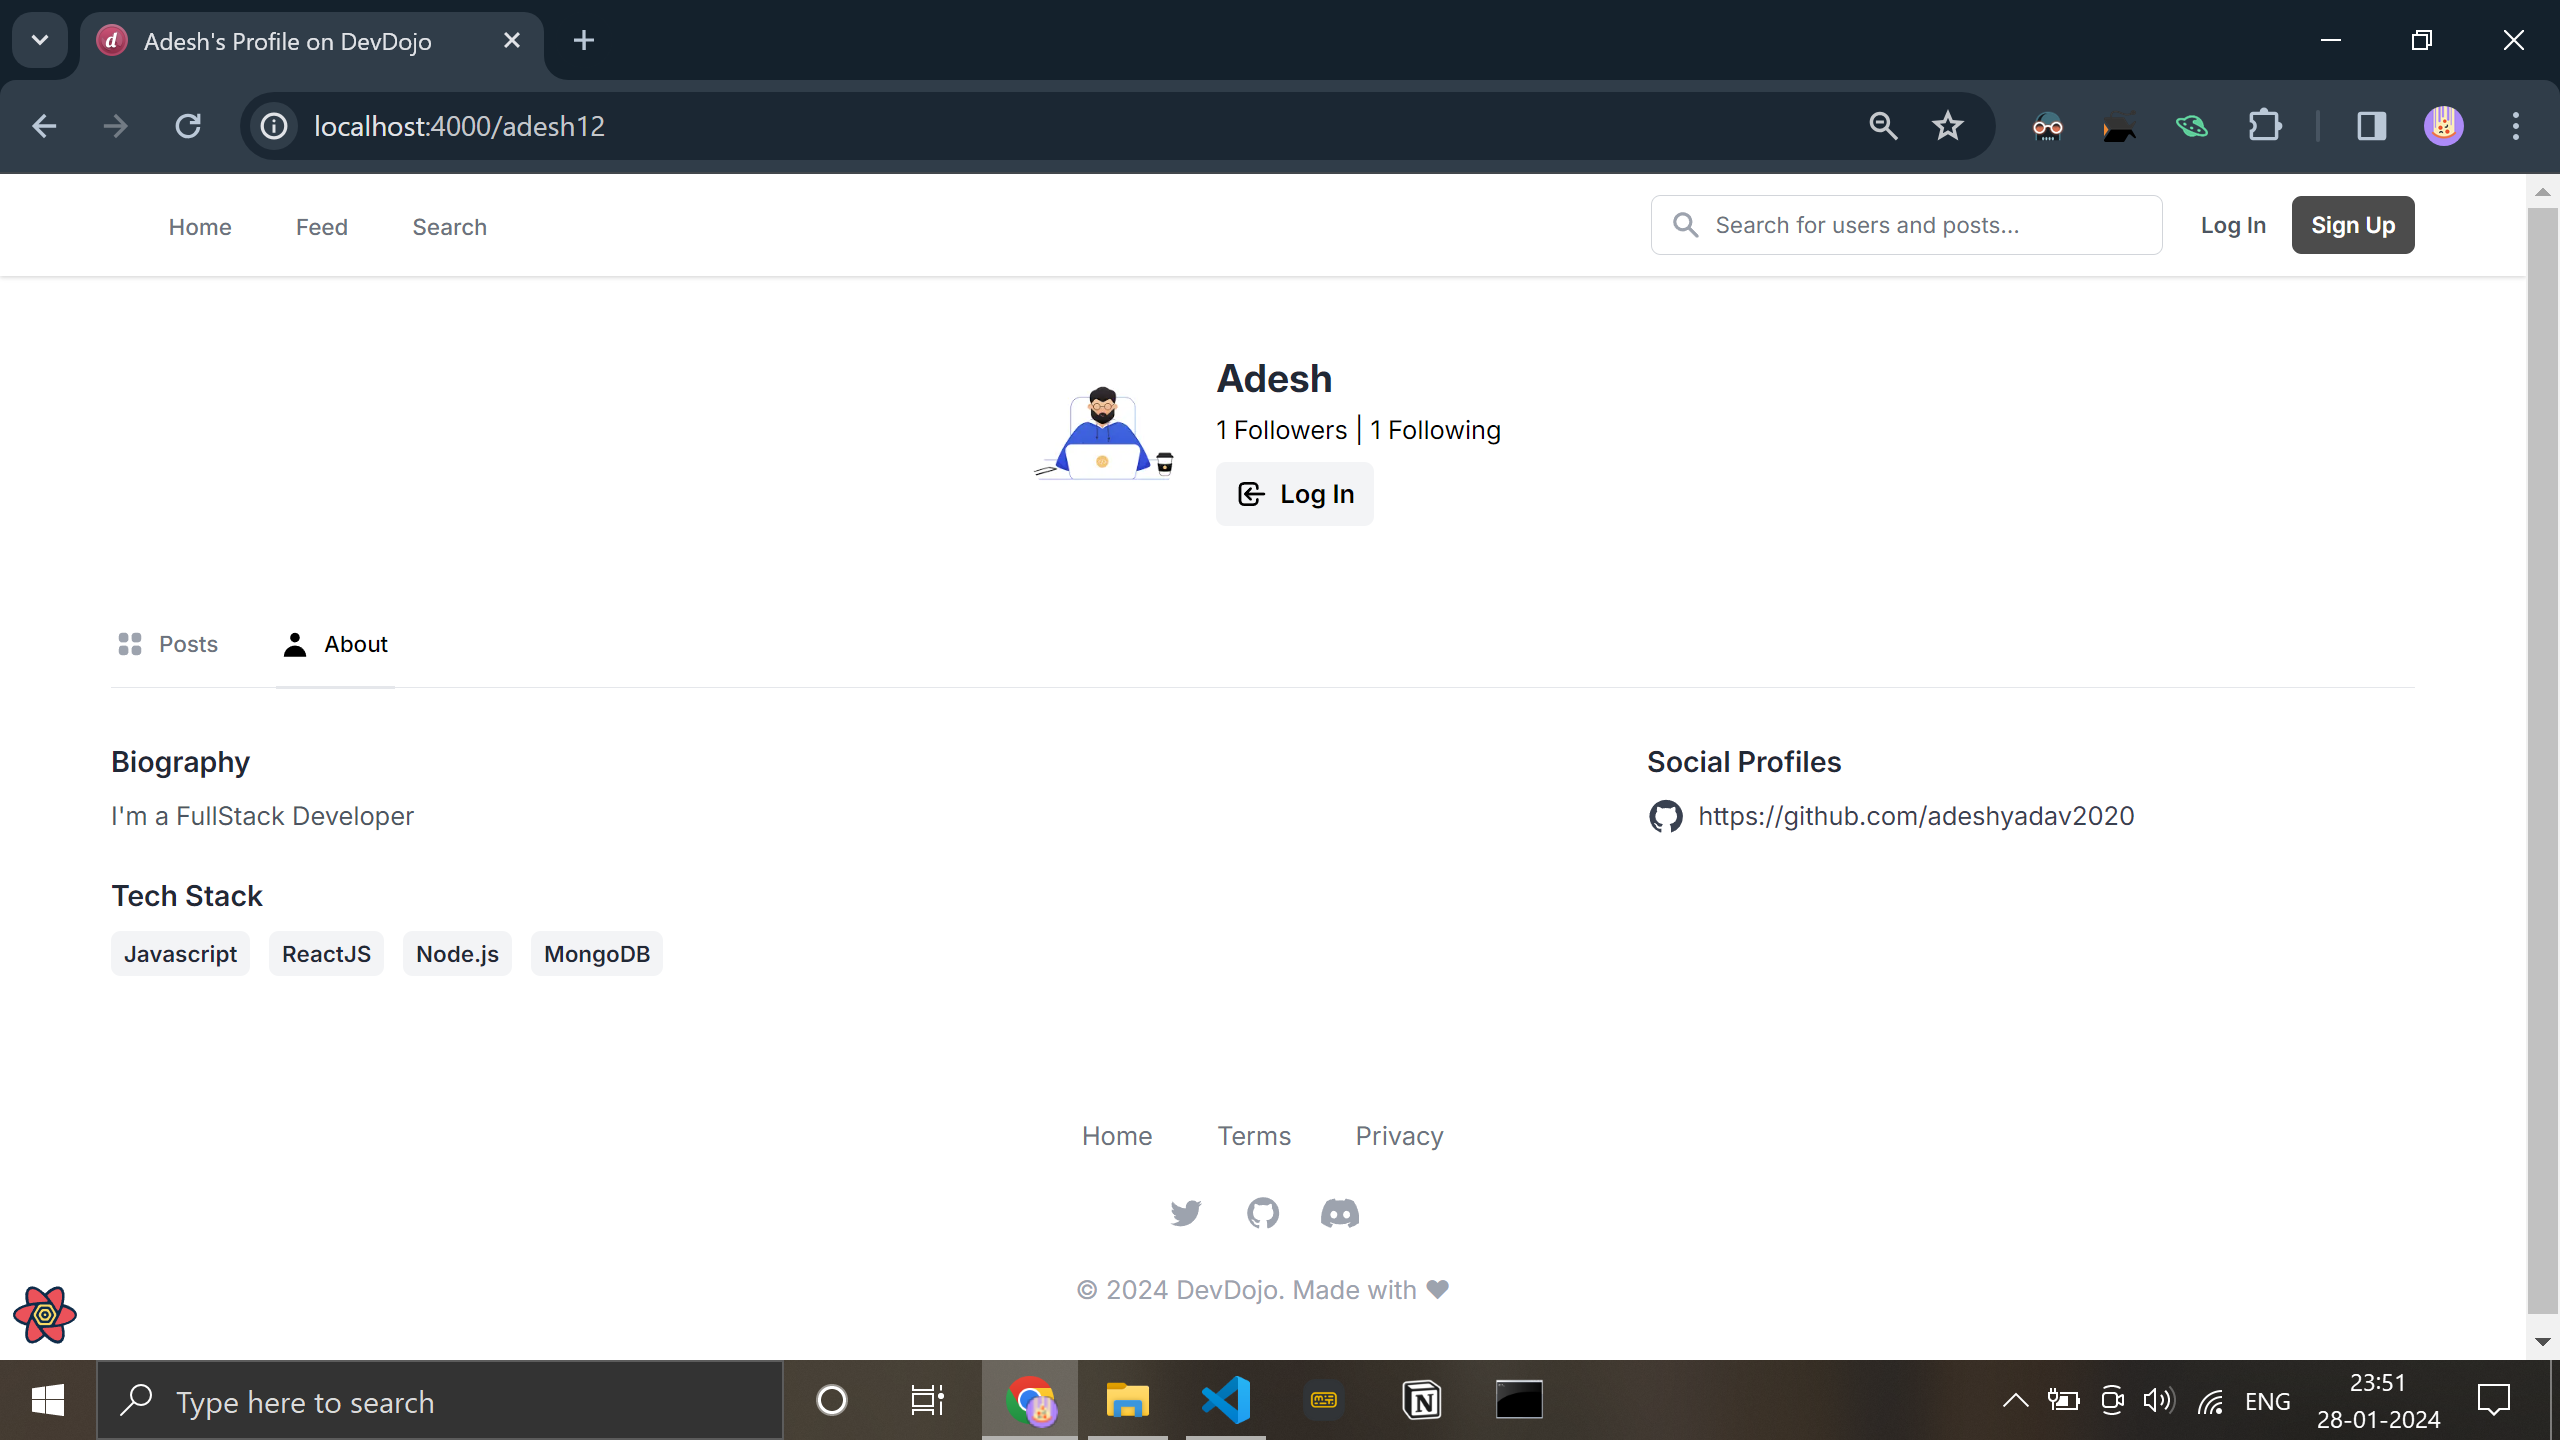 Adesh's Profile on DevDojo
localhost:4000/adesh12
Home Feed Search
Search for users and posts...
Log In
Sign Up
Adesh
1 Followers | 1 Following
Log In
Posts
About
Biography
I'm a FullStack Developer
Social Profiles
https://github.com/adeshyadav2020
Tech Stack
Javascript ReactJS Node.js MongoDB
Home Terms Privacy
© 2024 DevDojo. Made with ♥
Type here to search
ENG
23:51
28-01-2024